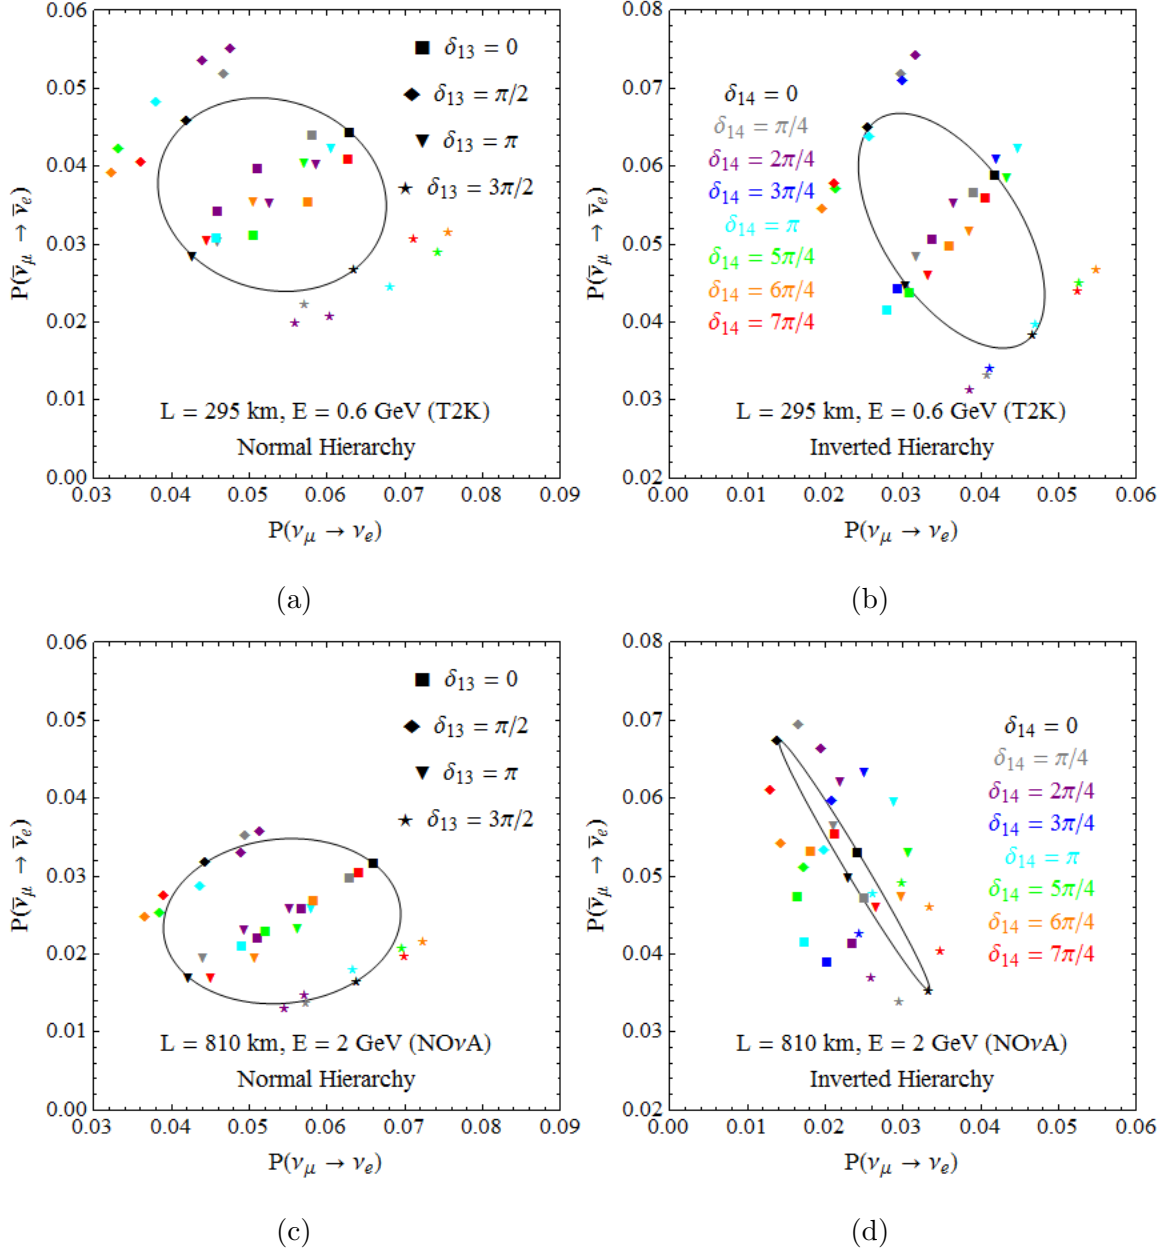 0.06
0.05
0.04
0.03
0.02
0.01
0.00
0.03 0.04 0.05 0.06 0.07 0.08 0.09
P(ν̄μ → ν̄e)
P(νμ → νe)
δ13 = 0
δ13 = π/2
δ13 = π
δ13 = 3π/2
L = 295 km, E = 0.6 GeV (T2K)
Normal Hierarchy
(a)
0.08
0.07
0.06
0.05
0.04
0.03
0.02
0.00 0.01 0.02 0.03 0.04 0.05 0.06
P(ν̄μ → ν̄e)
P(νμ → νe)
δ14 = 0
δ14 = π/4
δ14 = 2π/4
δ14 = 3π/4
δ14 = π
δ14 = 5π/4
δ14 = 6π/4
δ14 = 7π/4
L = 295 km, E = 0.6 GeV (T2K)
Inverted Hierarchy
(b)
0.06
0.05
0.04
0.03
0.02
0.01
0.00
0.03 0.04 0.05 0.06 0.07 0.08 0.09
P(ν̄μ → ν̄e)
P(νμ → νe)
δ13 = 0
δ13 = π/2
δ13 = π
δ13 = 3π/2
L = 810 km, E = 2 GeV (NOνA)
Normal Hierarchy
(c)
0.08
0.07
0.06
0.05
0.04
0.03
0.02
0.00 0.01 0.02 0.03 0.04 0.05 0.06
P(ν̄μ → ν̄e)
P(νμ → νe)
δ14 = 0
δ14 = π/4
δ14 = 2π/4
δ14 = 3π/4
δ14 = π
δ14 = 5π/4
δ14 = 6π/4
δ14 = 7π/4
L = 810 km, E = 2 GeV (NOνA)
Inverted Hierarchy
(d)